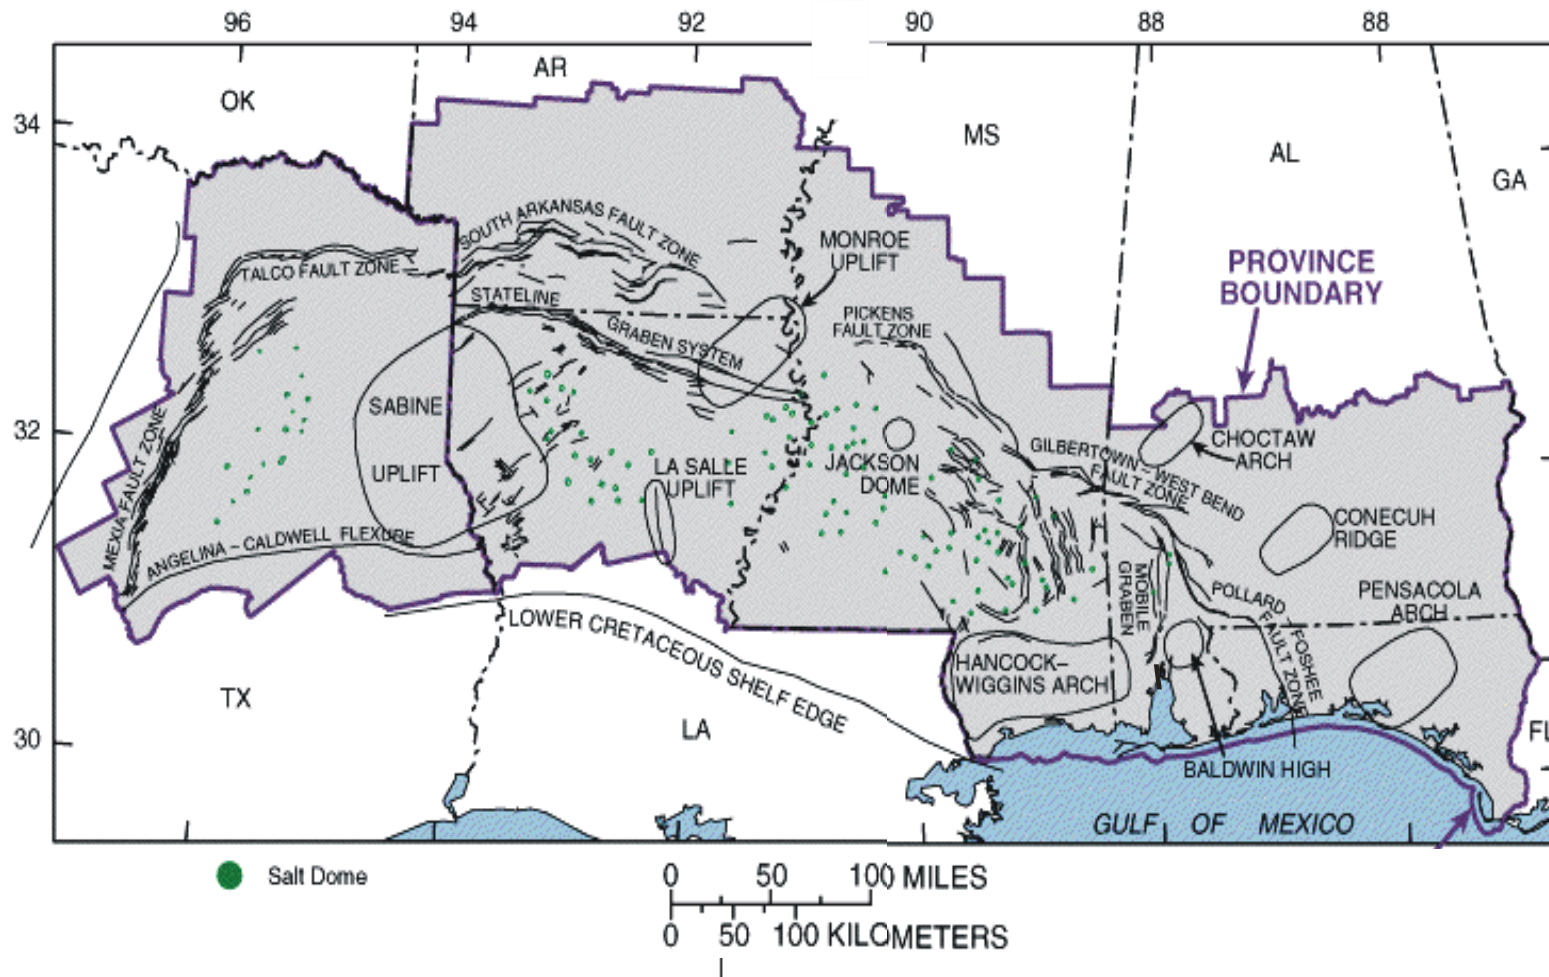 96 94 92 90 88 88
AR
OK
34
MS
AL
GA
SOUTH ARKANSAS FAULT ZONE
MONROE
UPLIFT
TALCO FAULT ZONE
PROVINCE
BOUNDARY
STATELINE
GRABEN SYSTEM
PICKENS
FAULT ZONE
SABINE
UPLIFT
32
MEXIA FAULT ZONE
LA SALLE
UPLIFT
JACKSON
DOME
GILBERTOWN – WEST BEND
FAULT ZONE
CHOCTAW
ARCH
CONECUH
RIDGE
ANGELINA – CALDWELL FLEXURE
MOBILE
GRABEN
POLLARD – FOSHEE
FAULT ZONE
PENSACOLA
ARCH
LOWER CRETACEOUS SHELF EDGE
HANCOCK–
WIGGINS ARCH
TX
LA
30
FL
BALDWIN HIGH
GULF OF MEXICO
Salt Dome
0 50 100 MILES
0 50 100 KILOMETERS